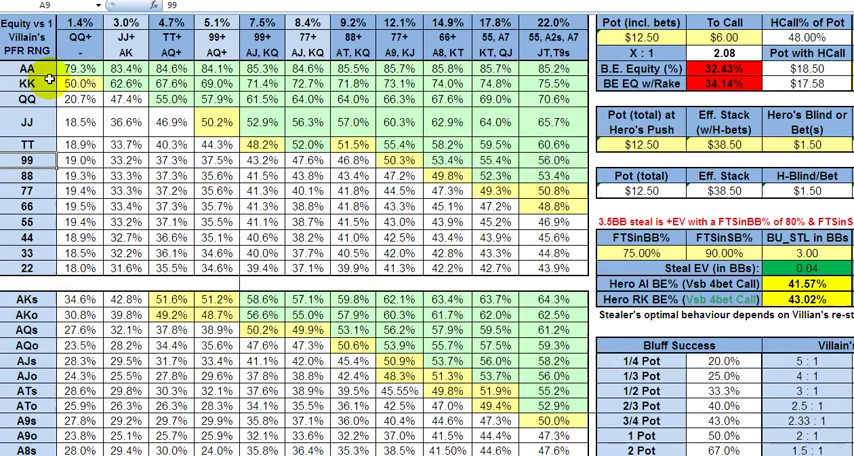 A9 fx 99
Equity vs 1 1.4% 3.0% 4.7% 5.1% 7.5% 8.4% 9.2% 12.1% 14.9% 17.8% 22.0%
Villain's QQ+ JJ+ TT+ 99+ 99+ 77+ 88+ 77+ 66+ 55, A7 55, A2s, A7
PFR RNG - AK AQ+ AQ+ AJ, KQ AJ, KQ AT, KQ A9, KJ A8, KT KT, QJ JT,T9s
AA 79.3% 83.4% 84.6% 84.1% 85.3% 84.6% 85.5% 85.7% 85.8% 85.7% 85.2%
KK 50.0% 62.6% 67.6% 69.0% 71.4% 72.7% 71.8% 73.1% 74.0% 74.8% 75.5%
QQ 20.7% 47.4% 55.0% 57.9% 61.5% 64.0% 64.0% 66.3% 67.6% 69.0% 70.6%
JJ 18.5% 36.6% 46.9% 50.2% 52.9% 56.3% 57.0% 60.3% 62.9% 64.0% 65.7%
TT 18.9% 33.7% 40.3% 44.3% 48.2% 52.0% 51.5% 55.4% 58.2% 59.5% 60.6%
99 19.0% 33.2% 37.3% 37.5% 43.2% 47.6% 46.8% 50.3% 53.4% 55.4% 56.0%
88 19.3% 33.3% 37.3% 35.6% 41.5% 43.8% 43.4% 47.2% 49.8% 52.3% 53.4%
77 19.4% 33.3% 37.2% 35.6% 41.3% 40.1% 41.8% 44.5% 47.3% 49.3% 50.8%
66 19.5% 33.4% 37.3% 35.7% 41.3% 38.8% 41.8% 43.3% 45.1% 47.2% 48.8%
55 19.4% 33.2% 37.1% 35.5% 41.1% 38.7% 41.5% 43.0% 43.9% 45.2% 46.9%
44 18.9% 32.7% 36.6% 35.1% 40.6% 38.2% 41.0% 42.5% 43.4% 43.9% 45.6%
33 18.5% 32.2% 36.1% 34.6% 40.0% 37.7% 40.5% 42.0% 42.8% 43.3% 44.8%
22 18.0% 31.6% 35.5% 34.6% 39.4% 37.1% 39.9% 41.3% 42.2% 42.7% 43.9%
AKs 34.6% 42.8% 51.6% 51.2% 58.6% 57.1% 59.8% 62.1% 63.4% 63.7% 64.3%
AKo 30.8% 39.8% 49.2% 48.7% 56.6% 55.0% 57.9% 60.3% 61.7% 62.0% 62.5%
AQs 27.6% 32.1% 37.8% 38.9% 50.2% 49.9% 53.1% 56.2% 57.9% 59.5% 61.2%
AQo 23.5% 28.2% 34.4% 35.6% 47.6% 47.3% 50.6% 53.9% 55.7% 57.5% 59.3%
AJs 28.3% 29.5% 31.7% 33.4% 41.1% 42.0% 45.4% 50.9% 53.7% 56.0% 58.2%
AJo 24.3% 25.5% 27.8% 29.6% 37.8% 38.8% 42.4% 48.3% 51.3% 53.7% 56.0%
ATs 28.6% 29.8% 30.3% 32.1% 37.6% 38.9% 39.5% 45.55% 49.8% 51.9% 55.2%
ATo 25.9% 26.3% 26.3% 28.3% 34.1% 35.5% 36.1% 42.5% 47.0% 49.4% 52.9%
A9s 27.8% 29.2% 29.7% 29.9% 35.8% 37.1% 36.0% 40.4% 44.6% 47.3% 50.0%
A9o 23.8% 25.1% 25.7% 25.9% 32.1% 33.6% 32.2% 37.0% 41.5% 44.4% 47.3%
A8s 28.0% 29.4% 30.0% 24.0% 35.8% 36.4% 35.3% 38.5% 41.50% 44.6% 47.6%
Pot (incl. bets) To Call HCall% of Pot
$12.50 $6.00 48.00%
X : 1 2.08 Pot with HCall
B.E. Equity (%) 32.43% $18.50
BE EQ w/Rake 34.14% $17.58
Pot (total) at Eff. Stack Hero's Blind or
Hero's Push (w/H-bets) Bet(s)
$12.50 $38.50 $1.50
Pot (total) Eff. Stack H-Blind/Bet
$12.50 $38.50 $1.50
3.5BB steal is +EV with a FTSinBB% of 80% & FTSinS
FTSinBB% FTSinSB% BU_STL in BBs
75.00% 90.00% 3.00
Steal EV (in BBs): 0.04
Hero AI BE% (Vsb 4bet Call) 41.57%
Hero RK BE% (Vsb 4bet Call) 43.02%
Stealer's optimal behaviour depends on Villian's re-st
Bluff Success Villain's
1/4 Pot 20.0% 5 : 1
1/3 Pot 25.0% 4 : 1
1/2 Pot 33.3% 3 : 1
2/3 Pot 40.0% 2.5 : 1
3/4 Pot 43.0% 2.33 : 1
1 Pot 50.0% 2 : 1
2 Pot 67.0% 1.5 : 1